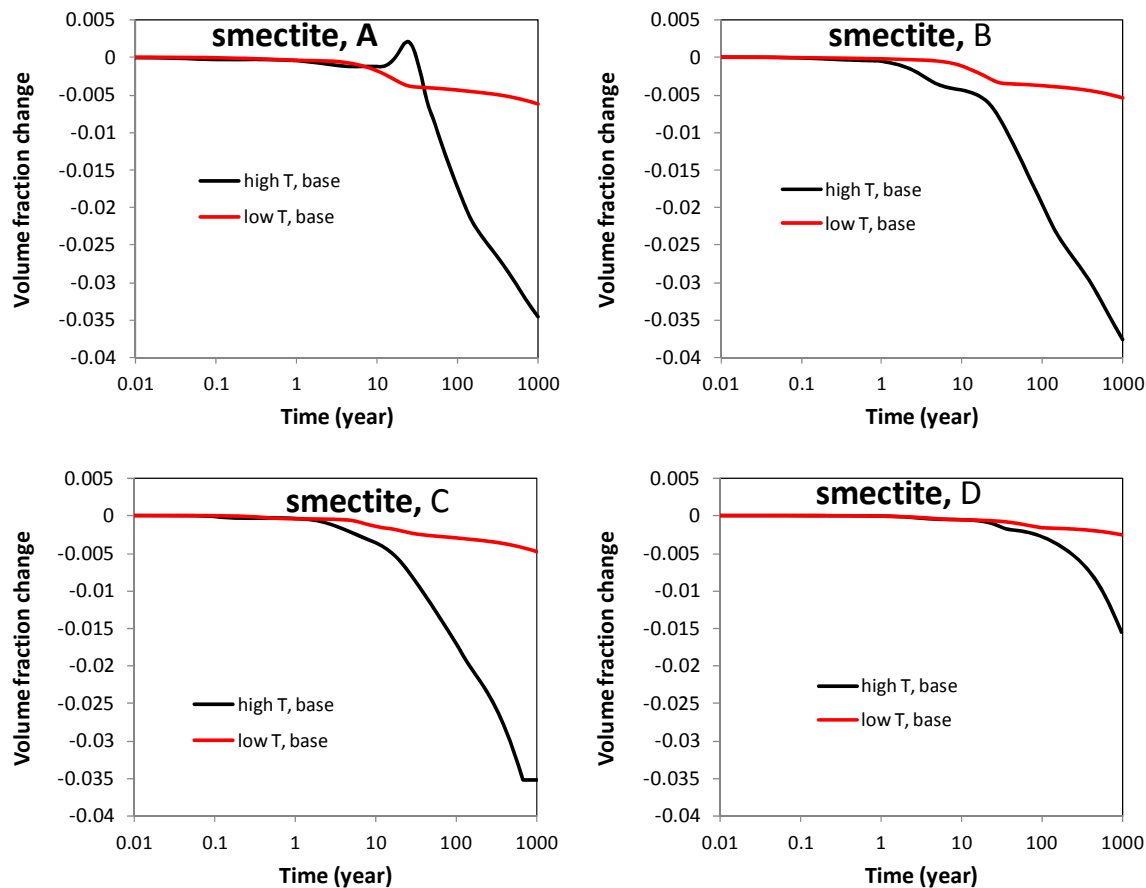 smectite, A
Volume fraction change
0.005
0
-0.005
-0.01
-0.015
-0.02
-0.025
-0.03
-0.035
-0.04
high T, base
low T, base
0.01 0.1 1 10 100 1000
Time (year)
smectite, B
Volume fraction change
0.005
0
-0.005
-0.01
-0.015
-0.02
-0.025
-0.03
-0.035
-0.04
high T, base
low T, base
0.01 0.1 1 10 100 1000
Time (year)
smectite, C
Volume fraction change
0.005
0
-0.005
-0.01
-0.015
-0.02
-0.025
-0.03
-0.035
-0.04
high T, base
low T, base
0.01 0.1 1 10 100 1000
Time (year)
smectite, D
Volume fraction change
0.005
0
-0.005
-0.01
-0.015
-0.02
-0.025
-0.03
-0.035
-0.04
high T, base
low T, base
0.01 0.1 1 10 100 1000
Time (year)